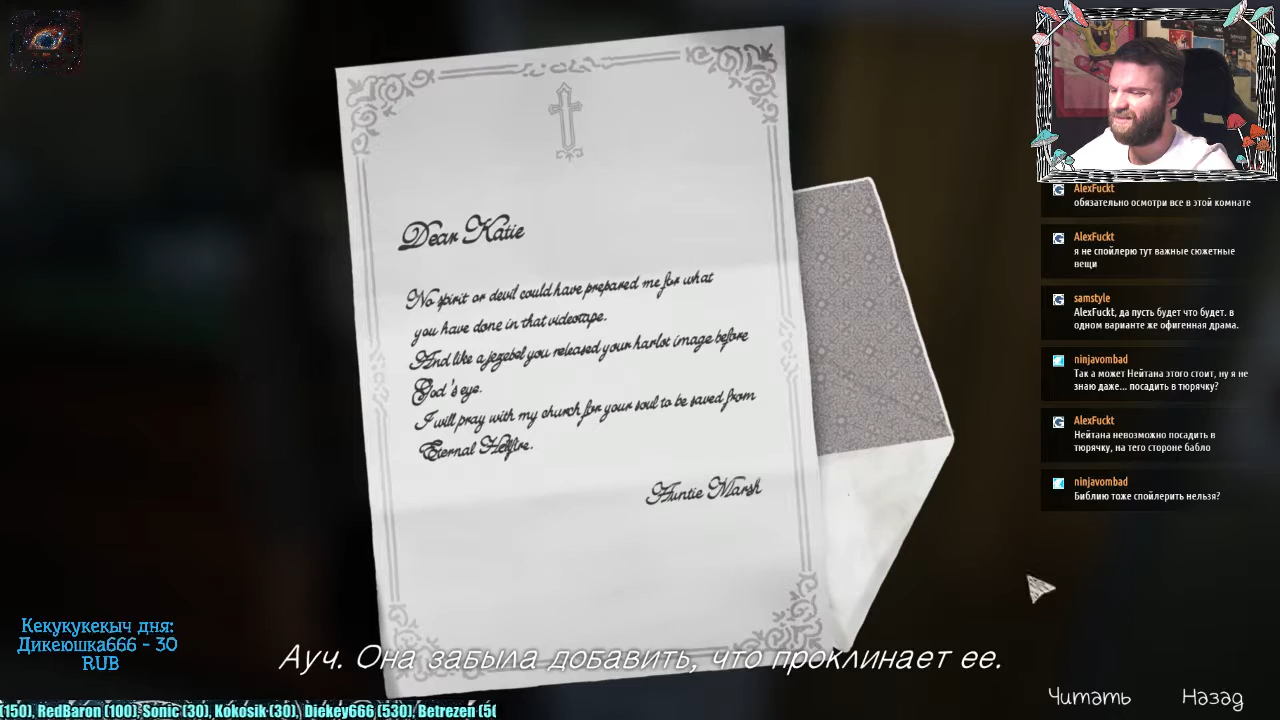 Dear Katie
No spirit or devil could have prepared me for what
you have done in that videotape.
And like a jezebel you released your harlot image before
God's eye.
I will pray with my church for your soul to be saved from
Eternal Hellfire.
Auntie Marsh
Ауч. Она забыла добавить, что проклинает ее.
Читать
Назад
AlexFuckt
обязательно осмотри все в этой комнате
AlexFuckt
я не спойлерю тут важные сюжетные
вещи
samstyle
AlexFuckt, да пусть будет что будет. в
одном варианте же офигенная драма.
ninjavombad
Так а может Нейтана этого стоит, ну я не
знаю даже... посадить в тюрячку?
AlexFuckt
Нейтана невозможно посадить в
тюрячку, на тего стороне бабло
ninjavombad
Библию тоже спойлерить нельзя?
Кекукукекыч дня:
Дикеюшка666 - 30
RUB
(150), RedBaron (100), Sonic (30), Kokosik (30), Diekey666 (530), Betrezen (5